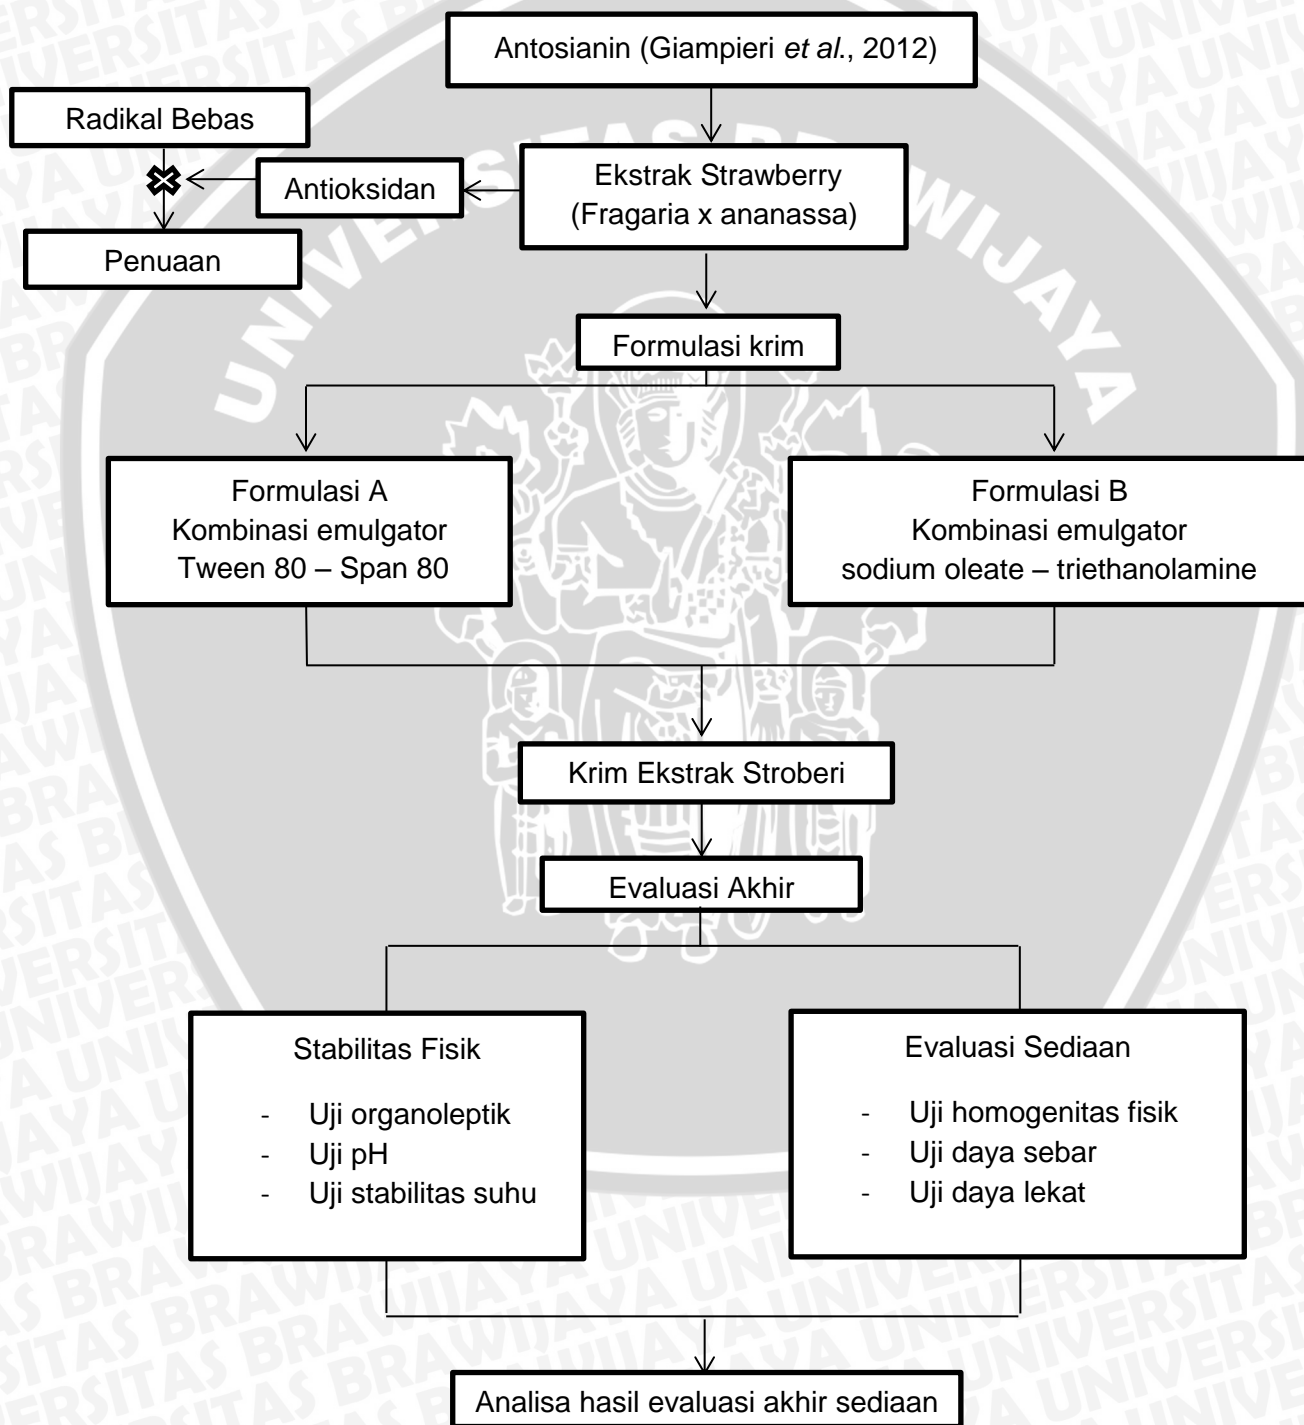 Antosianin (Giampieri et al., 2012)
Radikal Bebas
Antioksidan
Ekstrak Strawberry
(Fragaria x ananassa)
Penuaan
Formulasi krim
Formulasi A
Kombinasi emulgator
Tween 80 – Span 80
Formulasi B
Kombinasi emulgator
sodium oleate – triethanolamine
Krim Ekstrak Stroberi
Evaluasi Akhir
Stabilitas Fisik
- Uji organoleptik
- Uji pH
- Uji stabilitas suhu
Evaluasi Sediaan
- Uji homogenitas fisik
- Uji daya sebar
- Uji daya lekat
Analisa hasil evaluasi akhir sediaan
UNIVERSITAS BRAWIJAYA